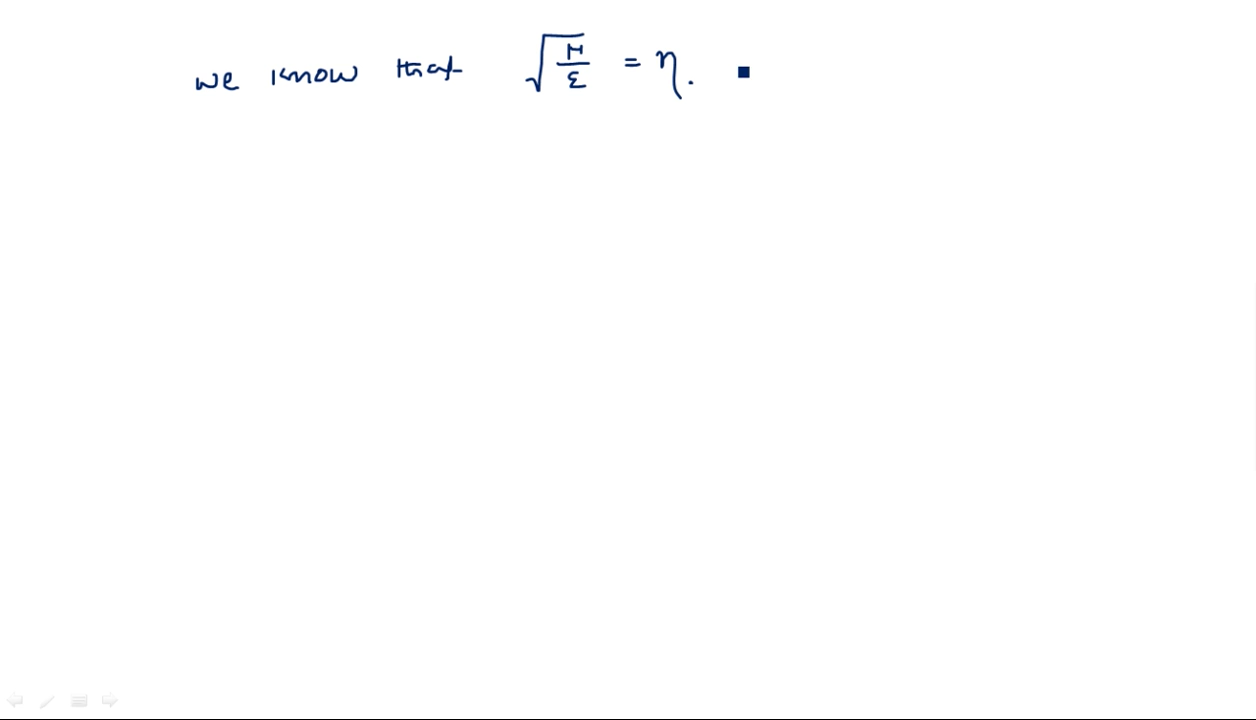 we know that √(μ/ε) = η.